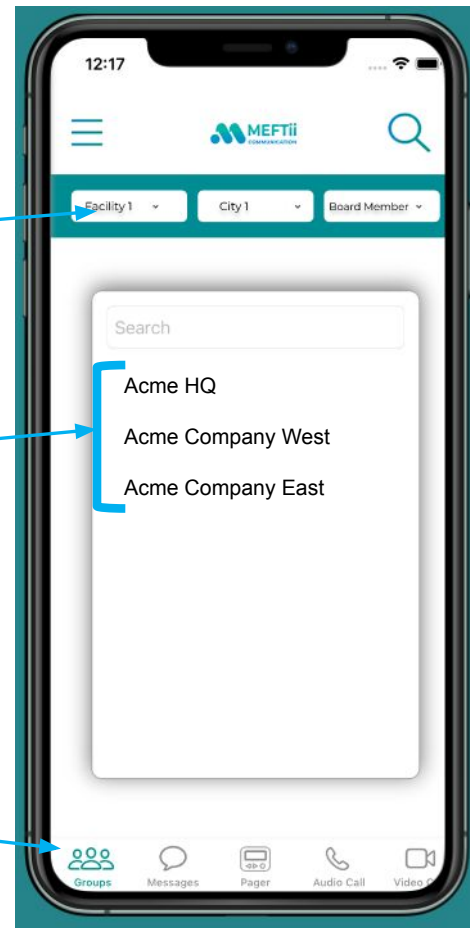 12:17
MEFTii
COMMUNICATION
Facility 1 City 1 Board Member
Search
Acme HQ
Acme Company West
Acme Company East
Groups Messages Pager Audio Call Video